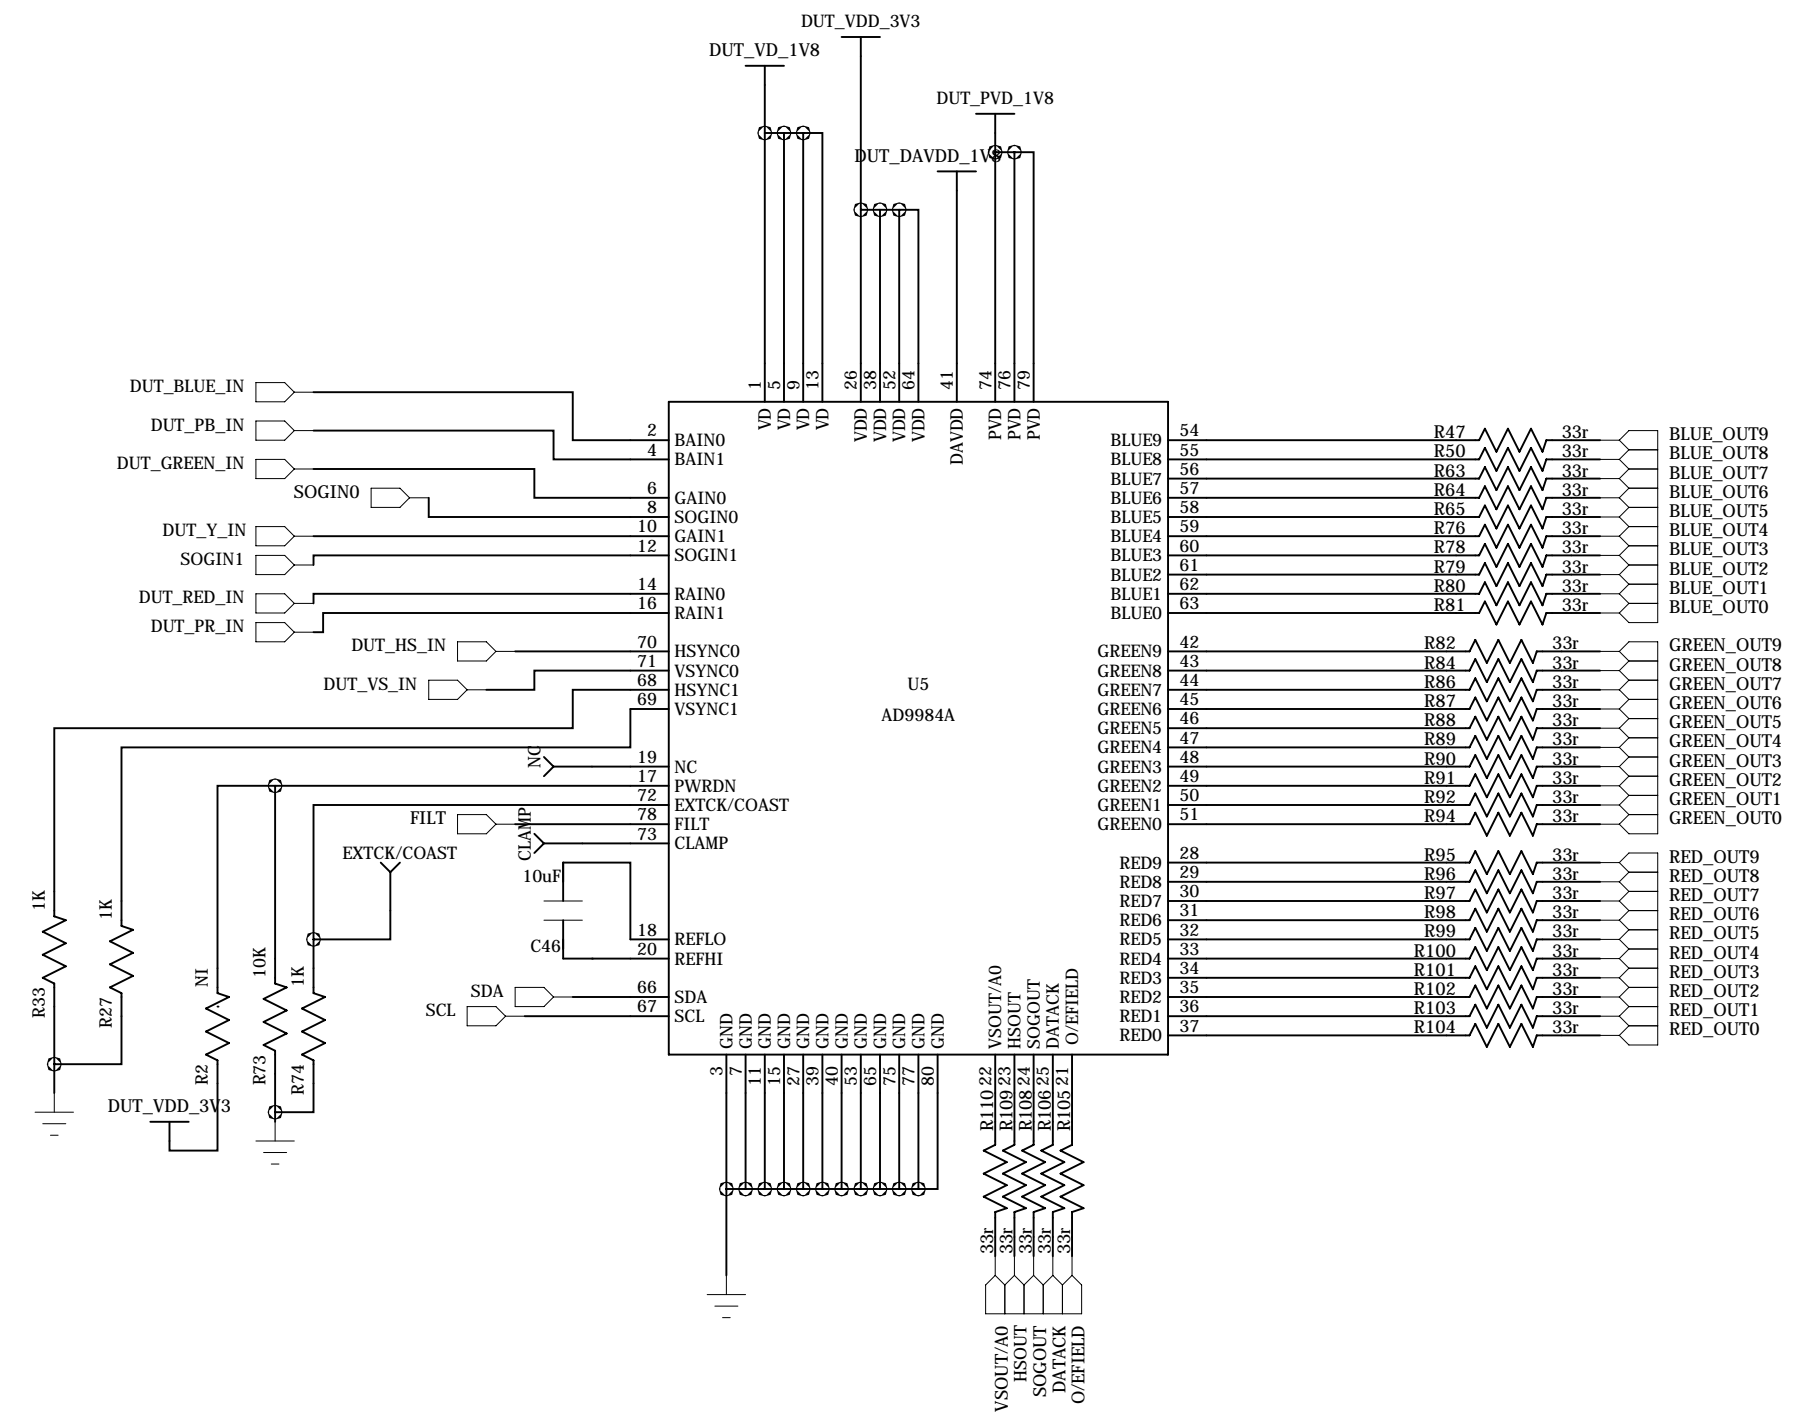 DUT_VDD_3V3
DUT_VD_1V8
DUT_PVD_1V8
DUT_DAVDD_1V8
1
5
9
13
26
38
52
64
41
74
76
79
VD
VD
VD
VD
VDD
VDD
VDD
VDD
DAVDD
PVD
PVD
PVD
DUT_BLUE_IN
DUT_PB_IN
DUT_GREEN_IN
SOGIN0
DUT_Y_IN
SOGIN1
DUT_RED_IN
DUT_PR_IN
DUT_HS_IN
DUT_VS_IN
2 BAIN0
4 BAIN1
6 GAIN0
8 SOGIN0
10 GAIN1
12 SOGIN1
14 RAIN0
16 RAIN1
70 HSYNC0
71 VSYNC0
68 HSYNC1
69 VSYNC1
NC 19 NC
17 PWRDN
72 EXTCK/COAST
FILT 78 FILT
CLAMP 73 CLAMP
EXTCK/COAST
10uF
C46
18 REFLO
20 REFHI
SDA 66 SDA
SCL 67 SCL
U5
AD9984A
1K
R33
1K
R27
NI
R2
10K
R73
1K
R74
DUT_VDD_3V3
BLUE9 54 R47 33r BLUE_OUT9
BLUE8 55 R50 33r BLUE_OUT8
BLUE7 56 R63 33r BLUE_OUT7
BLUE6 57 R64 33r BLUE_OUT6
BLUE5 58 R65 33r BLUE_OUT5
BLUE4 59 R76 33r BLUE_OUT4
BLUE3 60 R78 33r BLUE_OUT3
BLUE2 61 R79 33r BLUE_OUT2
BLUE1 62 R80 33r BLUE_OUT1
BLUE0 63 R81 33r BLUE_OUT0
GREEN9 42 R82 33r GREEN_OUT9
GREEN8 43 R84 33r GREEN_OUT8
GREEN7 44 R86 33r GREEN_OUT7
GREEN6 45 R87 33r GREEN_OUT6
GREEN5 46 R88 33r GREEN_OUT5
GREEN4 47 R89 33r GREEN_OUT4
GREEN3 48 R90 33r GREEN_OUT3
GREEN2 49 R91 33r GREEN_OUT2
GREEN1 50 R92 33r GREEN_OUT1
GREEN0 51 R94 33r GREEN_OUT0
RED9 28 R95 33r RED_OUT9
RED8 29 R96 33r RED_OUT8
RED7 30 R97 33r RED_OUT7
RED6 31 R98 33r RED_OUT6
RED5 32 R99 33r RED_OUT5
RED4 33 R100 33r RED_OUT4
RED3 34 R101 33r RED_OUT3
RED2 35 R102 33r RED_OUT2
RED1 36 R103 33r RED_OUT1
RED0 37 R104 33r RED_OUT0
GND
GND
GND
GND
GND
GND
GND
GND
GND
GND
GND
GND
3
7
11
15
27
39
40
53
65
75
77
80
VSOUT/A0
HSOUT
SOGOUT
DATACK
O/EFIELD
R110 22
R109 23
R108 24
R106 25
R105 21
33r
33r
33r
33r
33r
VSOUT/A0
HSOUT
SOGOUT
DATACK
O/EFIELD